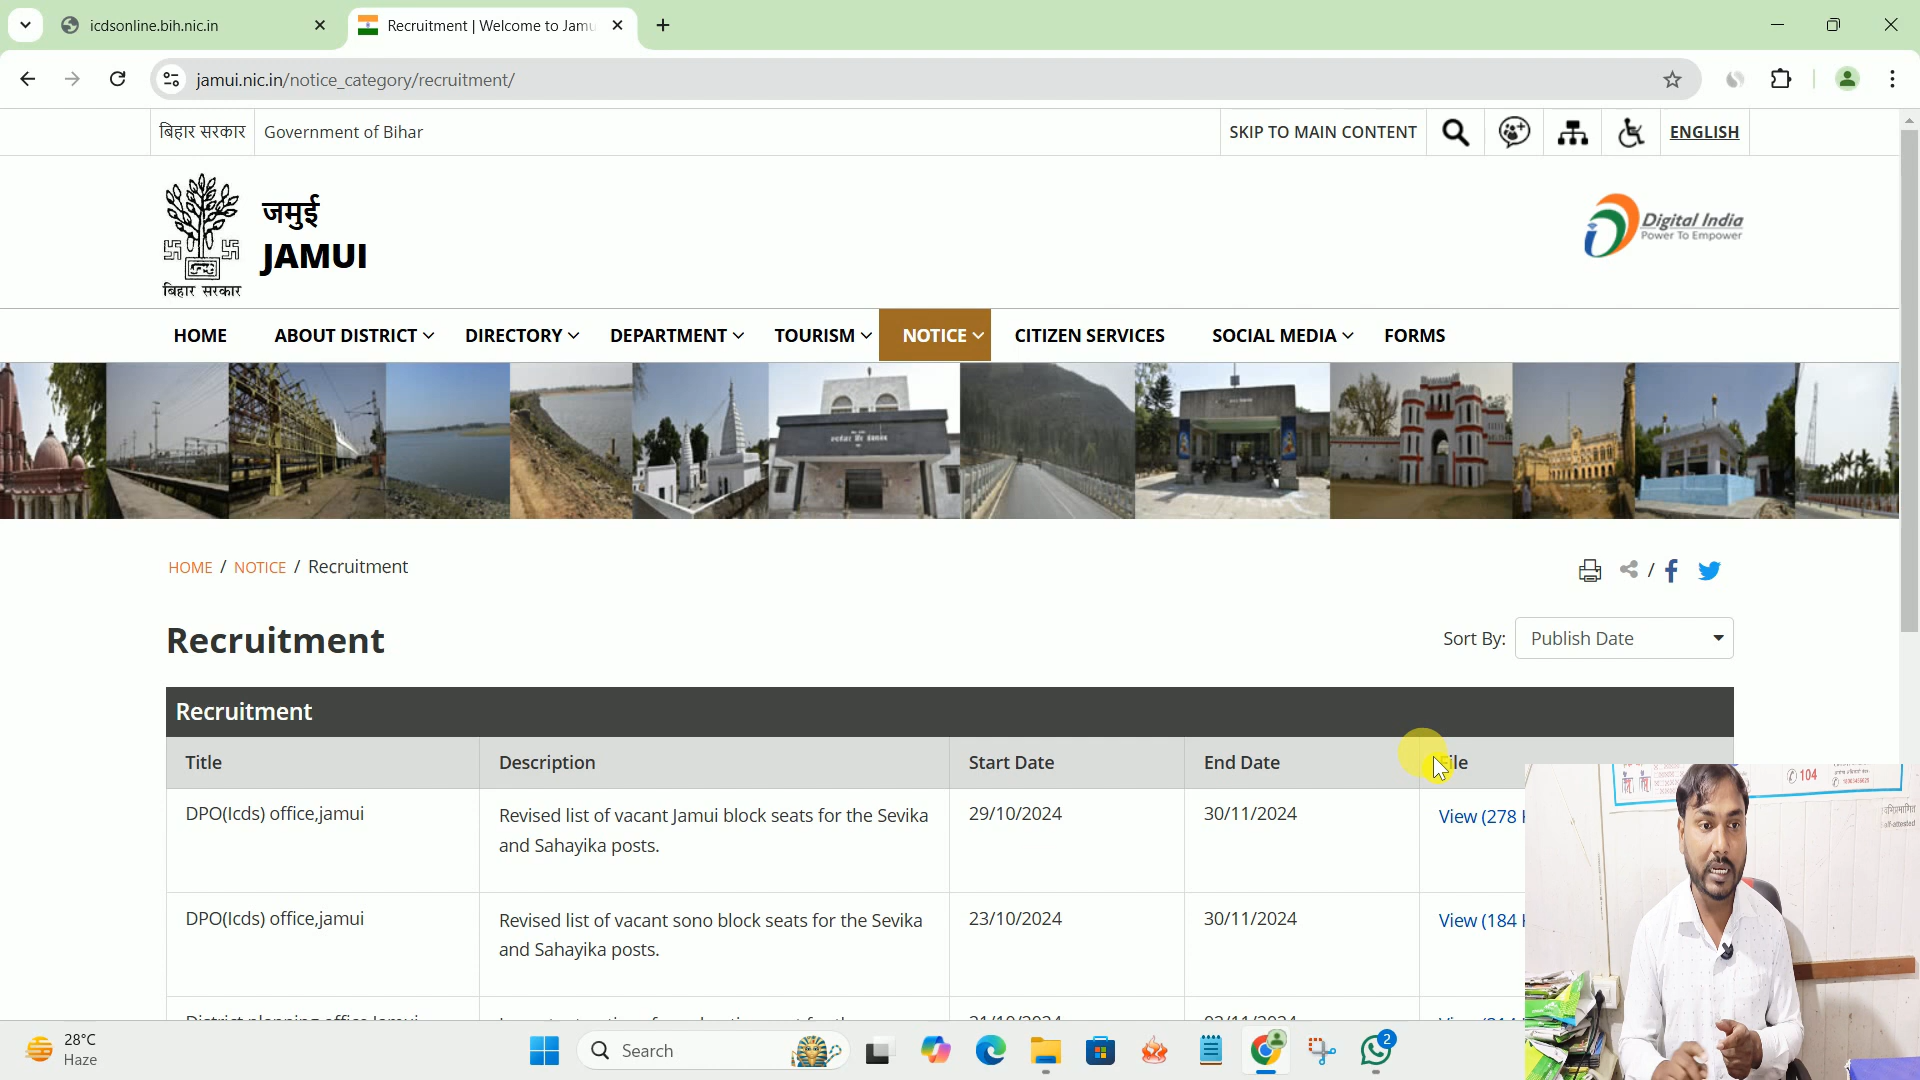 icdsonline.bih.nic.in
Recruitment | Welcome to Jamu
jamui.nic.in/notice_category/recruitment/
बिहार सरकार
Government of Bihar
SKIP TO MAIN CONTENT
ENGLISH
बिहार सरकार
जमुई
JAMUI
Digital India
Power To Empower
HOME
ABOUT DISTRICT
DIRECTORY
DEPARTMENT
TOURISM
NOTICE
CITIZEN SERVICES
SOCIAL MEDIA
FORMS
HOME / NOTICE / Recruitment
/
Recruitment
Sort By:
Publish Date
Recruitment
Title
Description
Start Date
End Date
File
DPO(Icds) office,jamui
Revised list of vacant Jamui block seats for the Sevika
and Sahayika posts.
29/10/2024
30/11/2024
View (278
DPO(Icds) office,jamui
Revised list of vacant sono block seats for the Sevika
and Sahayika posts.
23/10/2024
30/11/2024
View (184
104
28°C
Haze
Search
2